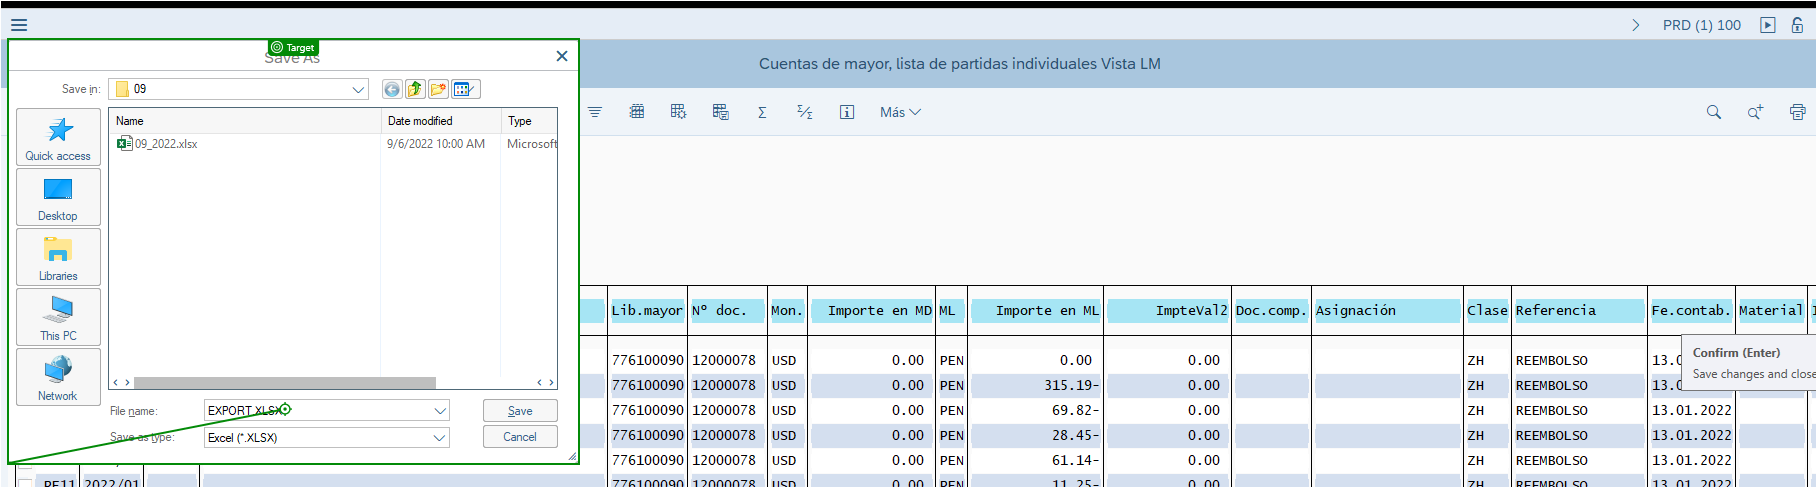 PRD (1) 100
Target
Save As
Cuentas de mayor, lista de partidas individuales Vista LM
Save in: 09
Más
Name Date modified Type
09_2022.xlsx 9/6/2022 10:00 AM Microsoft
Quick access
Desktop
Libraries
This PC
Network
File name: EXPORT.XLSX
Save
Save as type: Excel (*.XLSX)
Cancel
Lib.mayor Nº doc. Mon. Importe en MD ML Importe en ML ImpteVal2 Doc.comp. Asignación Clase Referencia Fe.contab. Material
776100090 12000078 USD 0.00 PEN 0.00 0.00 ZH REEMBOLSO 13.0
776100090 12000078 USD 0.00 PEN 315.19- 0.00 ZH REEMBOLSO 13.0
776100090 12000078 USD 0.00 PEN 69.82- 0.00 ZH REEMBOLSO 13.01.2022
776100090 12000078 USD 0.00 PEN 28.45- 0.00 ZH REEMBOLSO 13.01.2022
776100090 12000078 USD 0.00 PEN 61.14- 0.00 ZH REEMBOLSO 13.01.2022
PE11 2022/01 776100090 12000078 USD 0.00 PEN 11.25- 0.00 ZH REEMBOLSO 13.01.2022
Confirm (Enter)
Save changes and close